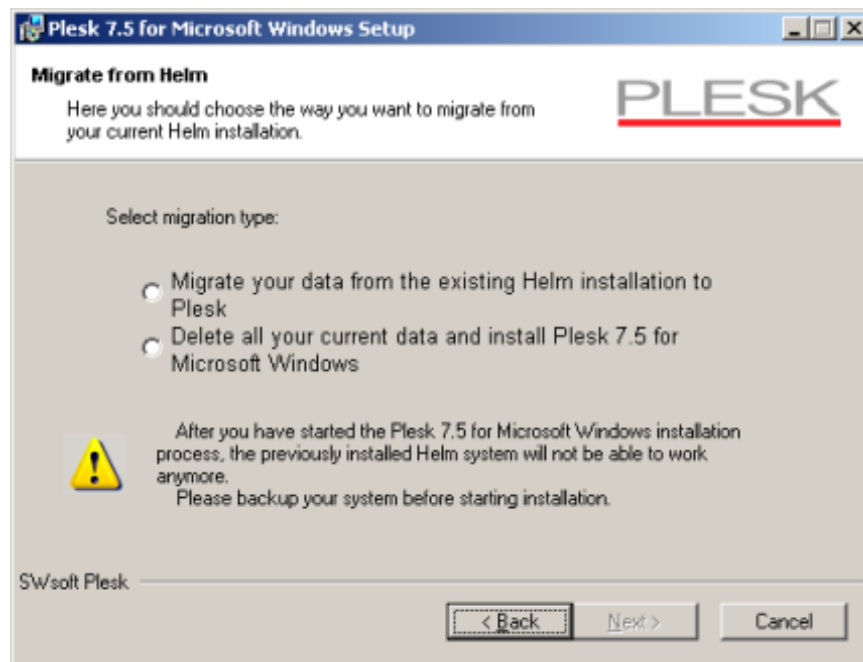 Plesk 7.5 for Microsoft Windows Setup
Migrate from Helm
Here you should choose the way you want to migrate from
your current Helm installation.
PLESK
Select migration type:
Migrate your data from the existing Helm installation to
Plesk
Delete all your current data and install Plesk 7.5 for
Microsoft Windows
After you have started the Plesk 7.5 for Microsoft Windows installation
process, the previously installed Helm system will not be able to work
anymore.
Please backup your system before starting installation.
SWsoft Plesk
< Back
Next >
Cancel